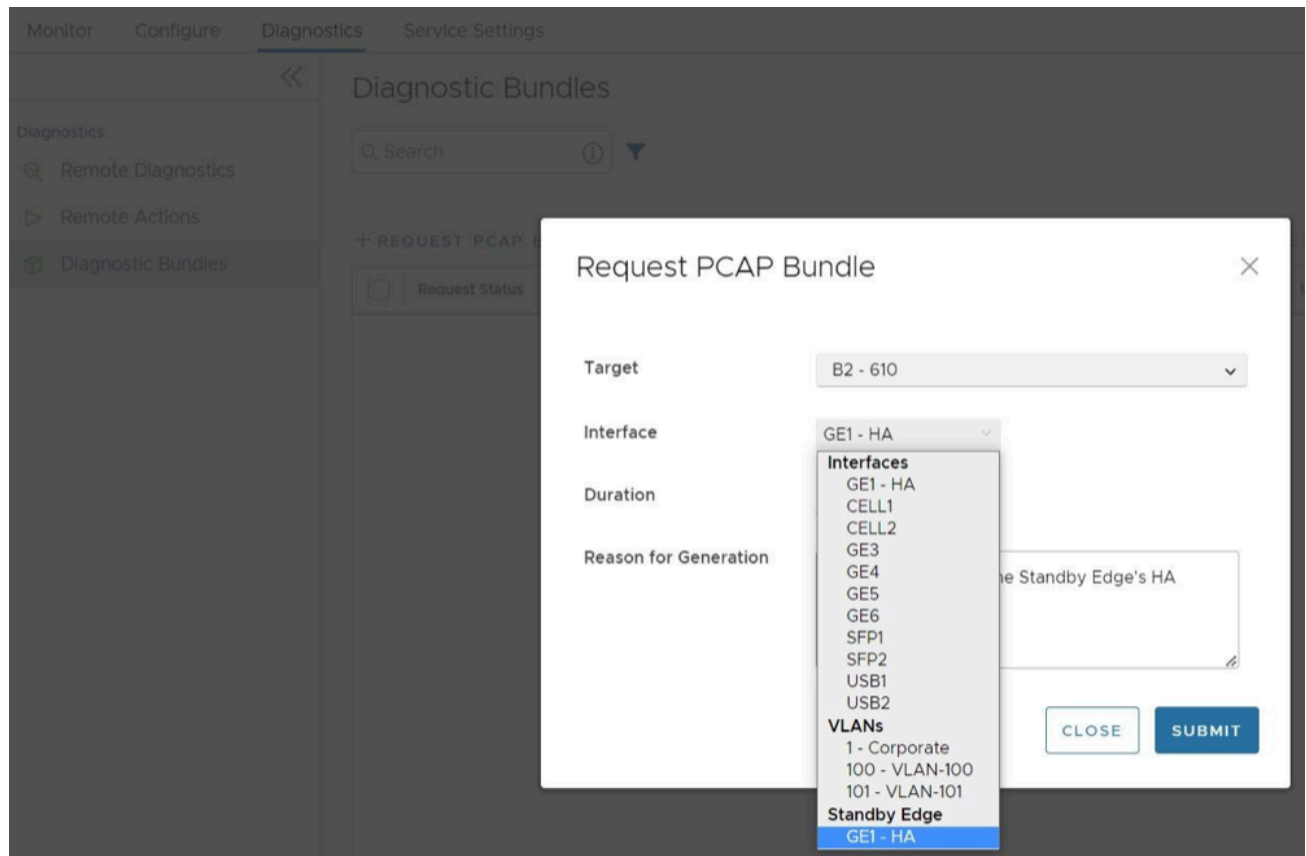 Monitor Configure Diagnostics Service Settings
Diagnostic Bundles
Diagnostics
Search
Remote Diagnostics
Remote Actions
Diagnostic Bundles
+ REQUEST PCAP
Request Status
Request PCAP Bundle
Target
B2 - 610
Interface
GE1 - HA
Interfaces
GE1 - HA
CELL1
CELL2
GE3
GE4
GE5
GE6
SFP1
SFP2
USB1
USB2
VLANs
1 - Corporate
100 - VLAN-100
101 - VLAN-101
Standby Edge
GE1 - HA
Duration
Reason for Generation
Standby Edge's HA
CLOSE
SUBMIT